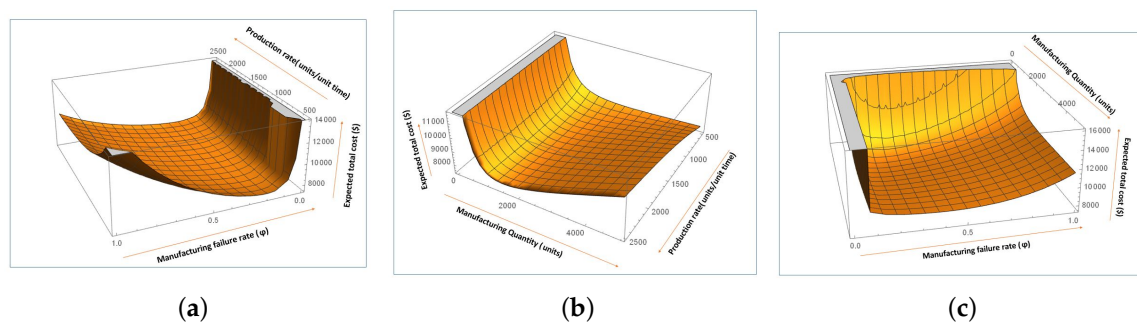 Production rate( units/unit time)
2500
2000
1500
1000
500
14000
12000
10000
8000
Expected total cost ($)
0.0
0.5
1.0
Manufacturing failure rate (φ)
(a)
11000
10000
9000
8000
Expected total cost ($)
0
2000
4000
Manufacturing Quantity (units)
500
1000
1500
2000
2500
Production rate( units/unit time)
(b)
Manufacturing Quantity (units)
0
2000
4000
16000
14000
12000
10000
8000
Expected total cost ($)
0.0
0.5
1.0
Manufacturing failure rate (φ)
(c)